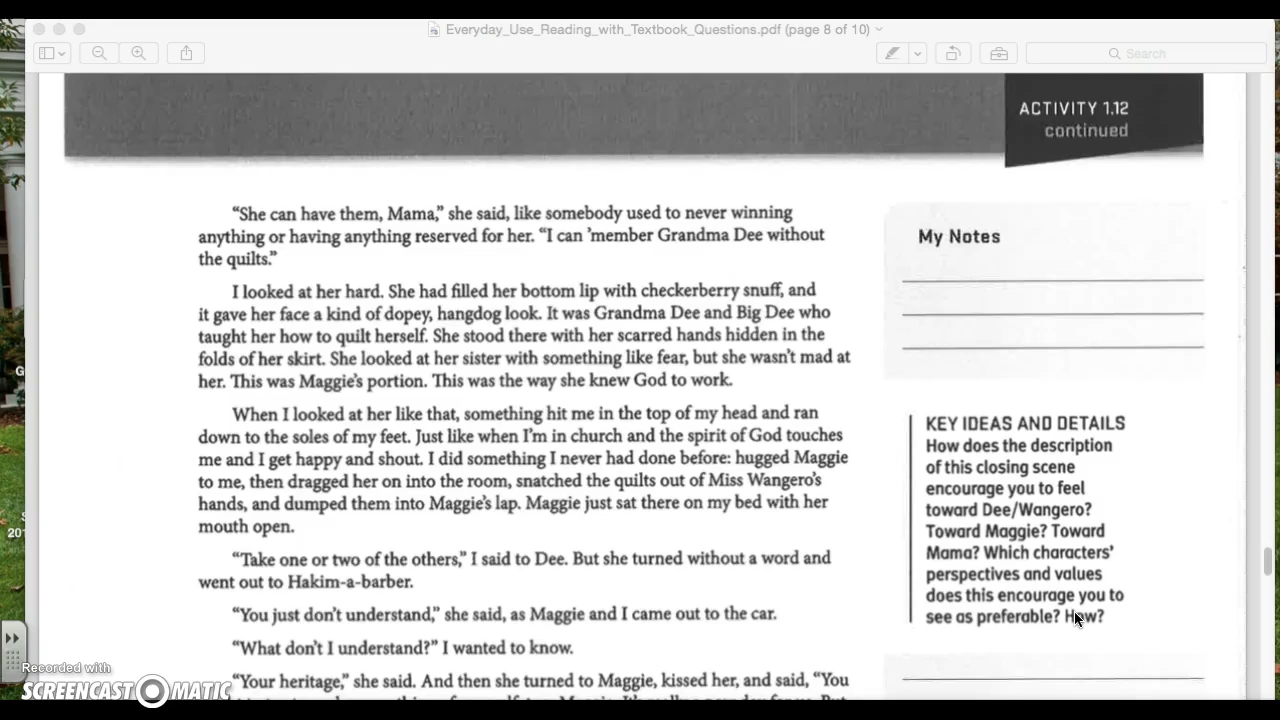 Everyday_Use_Reading_with_Textbook_Questions.pdf (page 8 of 10)
Search
ACTIVITY 1.12
continued
“She can have them, Mama,” she said, like somebody used to never winning
anything or having anything reserved for her. “I can ’member Grandma Dee without
the quilts.”
I looked at her hard. She had filled her bottom lip with checkerberry snuff, and
it gave her face a kind of dopey, hangdog look. It was Grandma Dee and Big Dee who
taught her how to quilt herself. She stood there with her scarred hands hidden in the
folds of her skirt. She looked at her sister with something like fear, but she wasn’t mad at
her. This was Maggie’s portion. This was the way she knew God to work.
When I looked at her like that, something hit me in the top of my head and ran
down to the soles of my feet. Just like when I’m in church and the spirit of God touches
me and I get happy and shout. I did something I never had done before: hugged Maggie
to me, then dragged her on into the room, snatched the quilts out of Miss Wangero’s
hands, and dumped them into Maggie’s lap. Maggie just sat there on my bed with her
mouth open.
“Take one or two of the others,” I said to Dee. But she turned without a word and
went out to Hakim-a-barber.
“You just don’t understand,” she said, as Maggie and I came out to the car.
“What don’t I understand?” I wanted to know.
“Your heritage,” she said. And then she turned to Maggie, kissed her, and said, “You
My Notes
KEY IDEAS AND DETAILS
How does the description
of this closing scene
encourage you to feel
toward Dee/Wangero?
Toward Maggie? Toward
Mama? Which characters’
perspectives and values
does this encourage you to
see as preferable? How?
Recorded with
SCREENCAST-O-MATIC